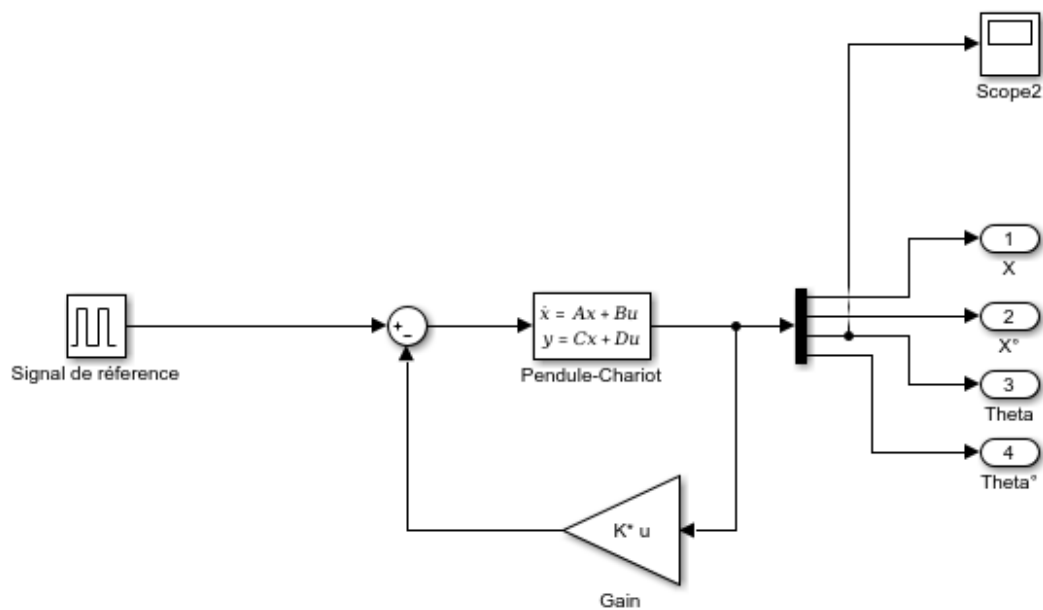 Scope2
1
X
2
X°
3
Theta
4
Theta°
+
−
Signal de réference
ẋ = Ax + Bu
y = Cx + Du
Pendule-Chariot
K* u
Gain